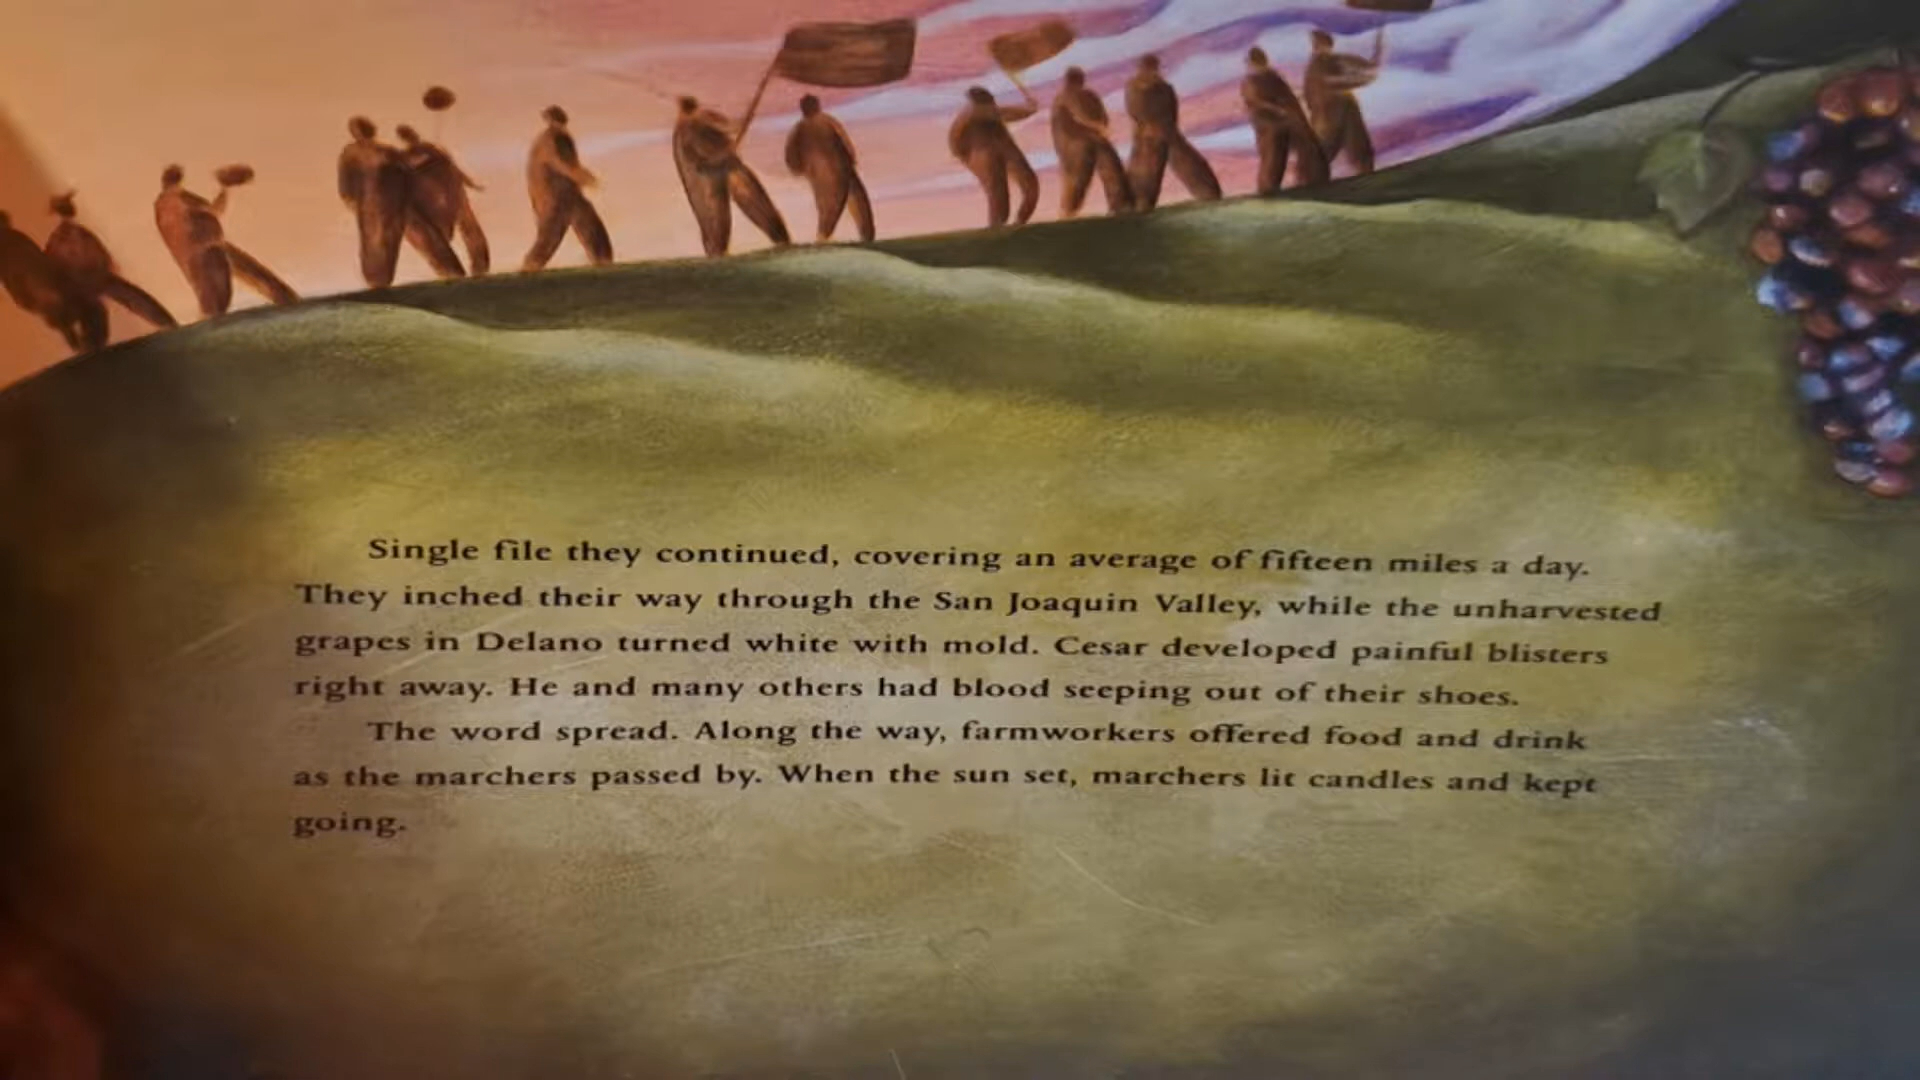 Single file they continued, covering an average of fifteen miles a day.
They inched their way through the San Joaquin Valley, while the unharvested
grapes in Delano turned white with mold. Cesar developed painful blisters
right away. He and many others had blood seeping out of their shoes.
The word spread. Along the way, farmworkers offered food and drink
as the marchers passed by. When the sun set, marchers lit candles and kept
going.